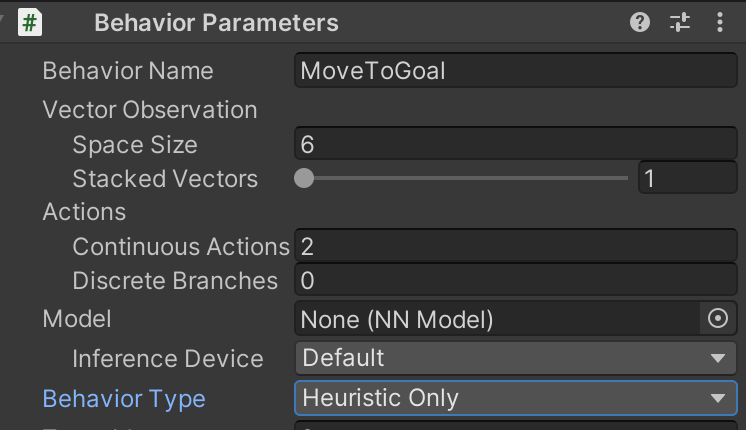 # Behavior Parameters
Behavior Name MoveToGoal
Vector Observation
Space Size 6
Stacked Vectors 1
Actions
Continuous Actions 2
Discrete Branches 0
Model None (NN Model)
Inference Device Default
Behavior Type Heuristic Only